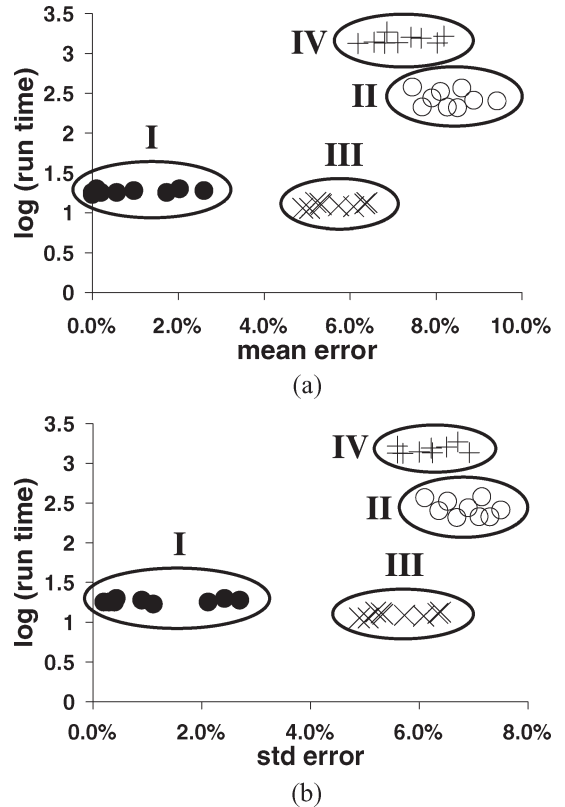 3.5
3
2.5
2
1.5
1
0.5
0
log (run time)
IV
II
I
III
0.0% 2.0% 4.0% 6.0% 8.0% 10.0%
mean error
(a)
3.5
3
2.5
2
1.5
1
0.5
0
log (run time)
IV
II
I
III
0.0% 2.0% 4.0% 6.0% 8.0%
std error
(b)